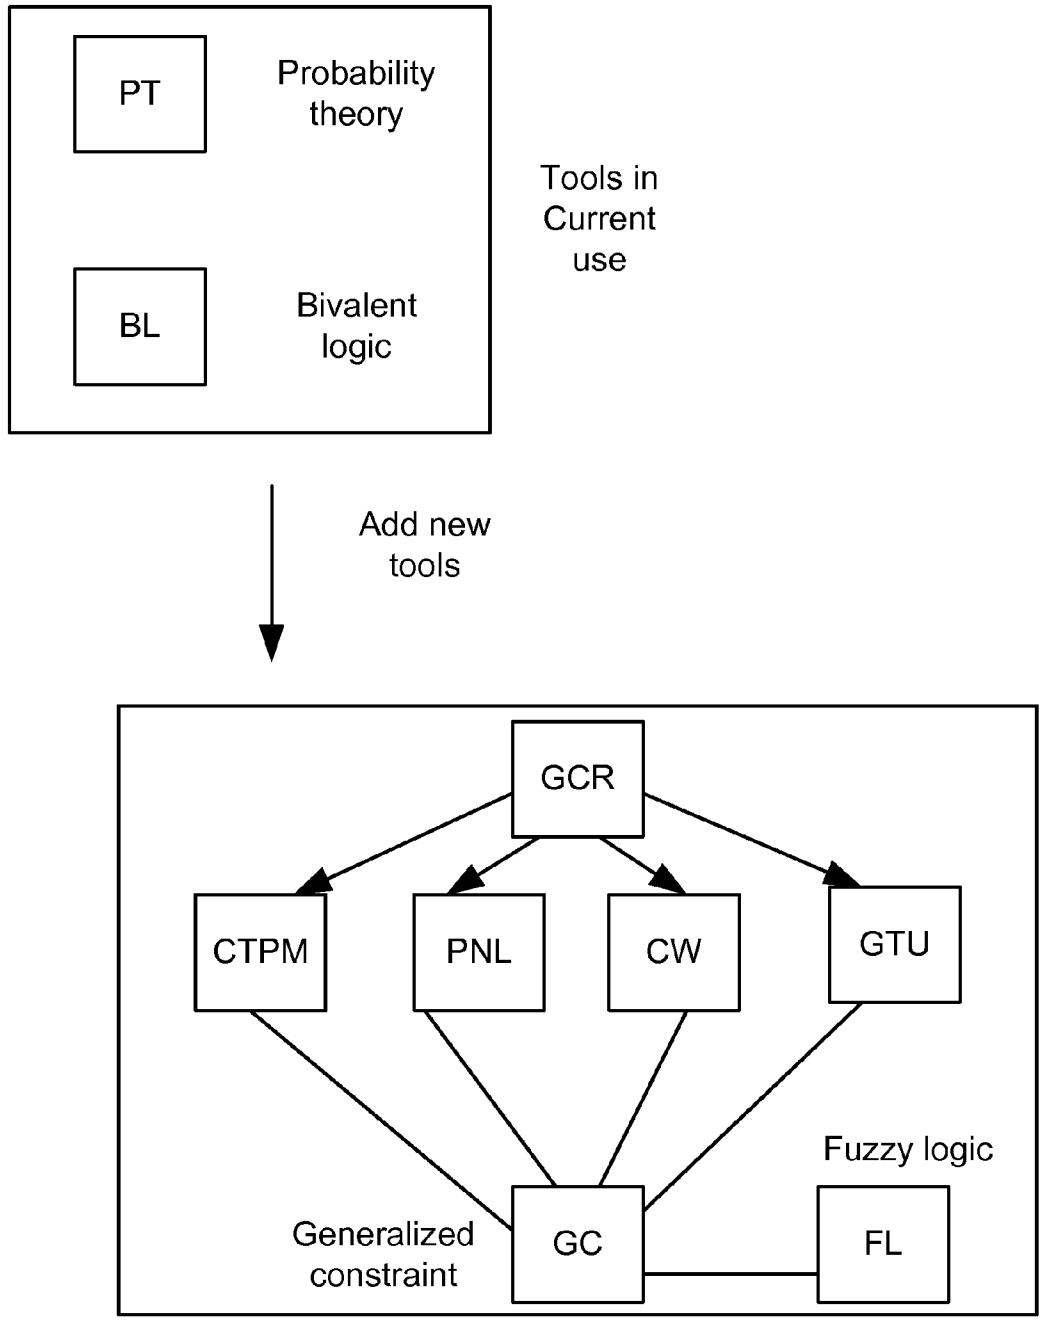 PT
Probability
theory
Tools in
Current
use
BL
Bivalent
logic
Add new
tools
GCR
CTPM
PNL
CW
GTU
Fuzzy logic
Generalized
constraint
GC
FL